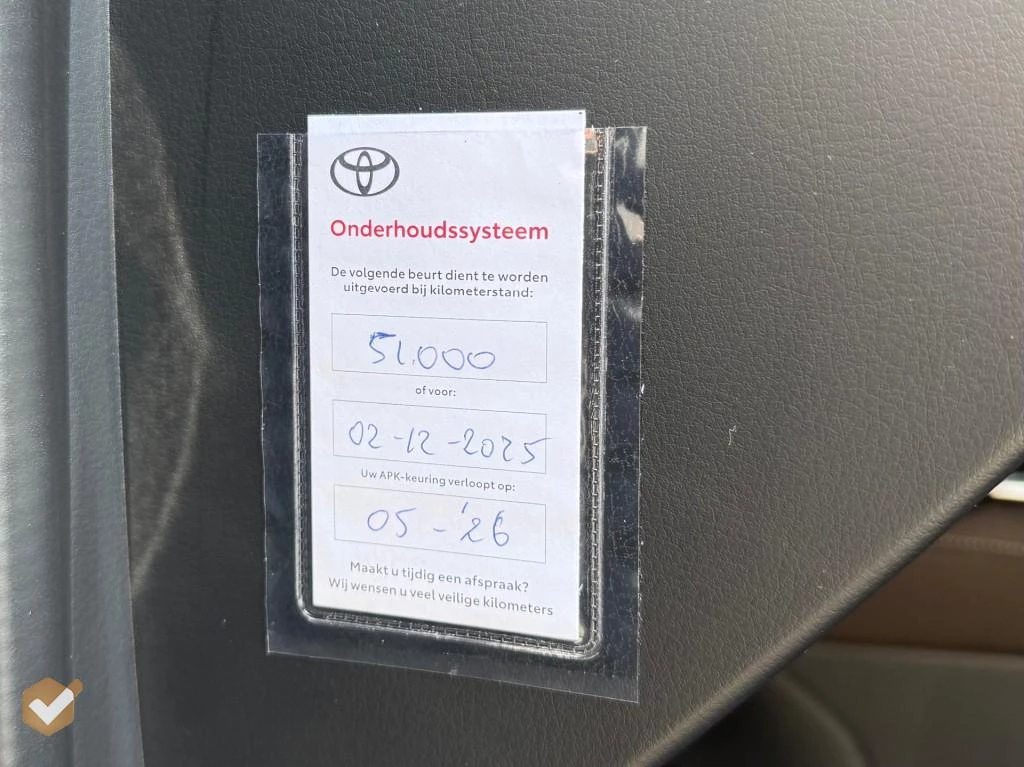 Onderhoudssysteem
De volgende beurt dient te worden
uitgevoerd bij kilometerstand:
51.000
of voor:
02-12-2025
Uw APK-keuring verloopt op:
05-'26
Maakt u tijdig een afspraak?
Wij wensen u veel veilige kilometers